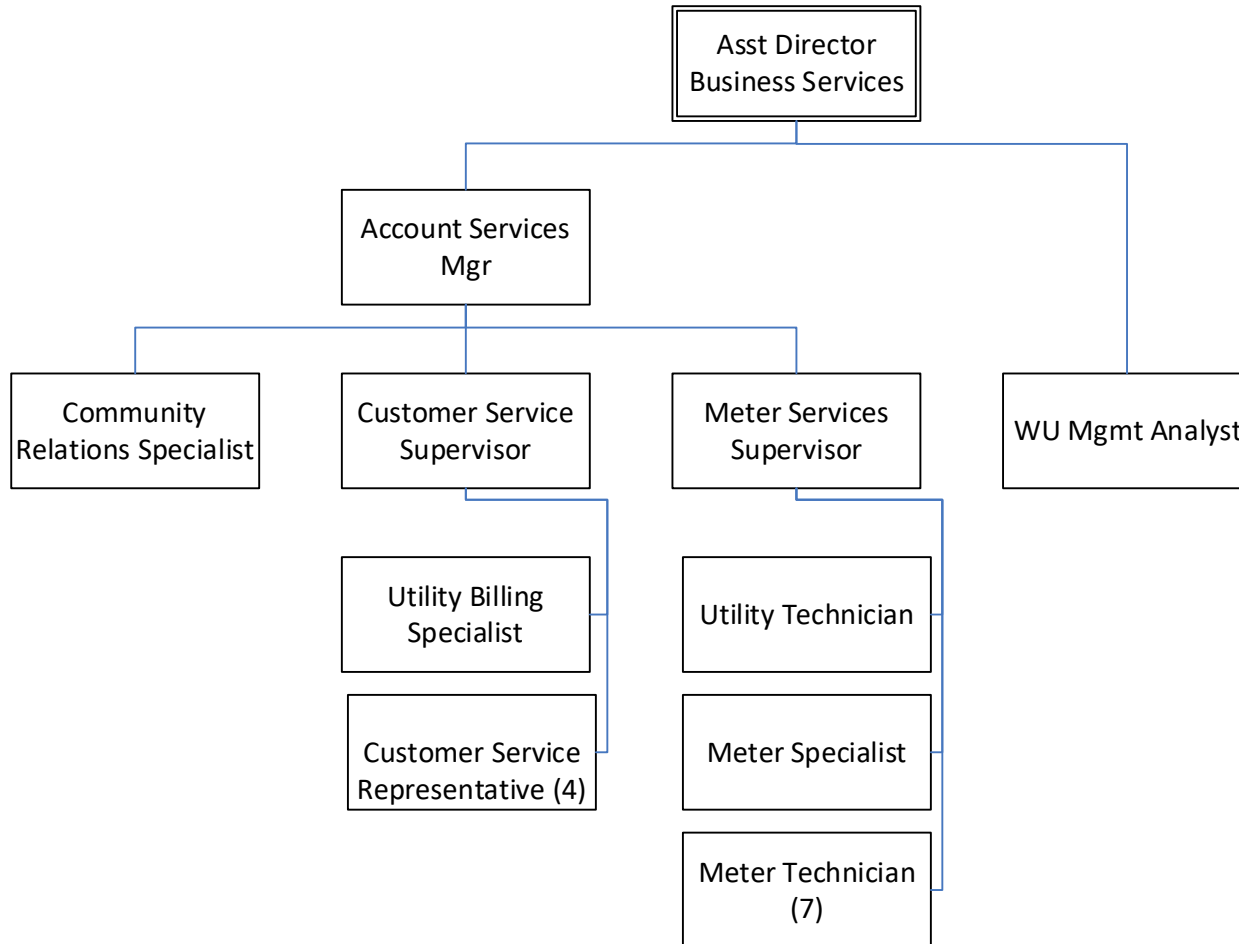 Asst Director
Business Services
Account Services
Mgr
Community
Relations Specialist
Customer Service
Supervisor
Meter Services
Supervisor
WU Mgmt Analyst
Utility Billing
Specialist
Utility Technician
Customer Service
Representative (4)
Meter Specialist
Meter Technician
(7)